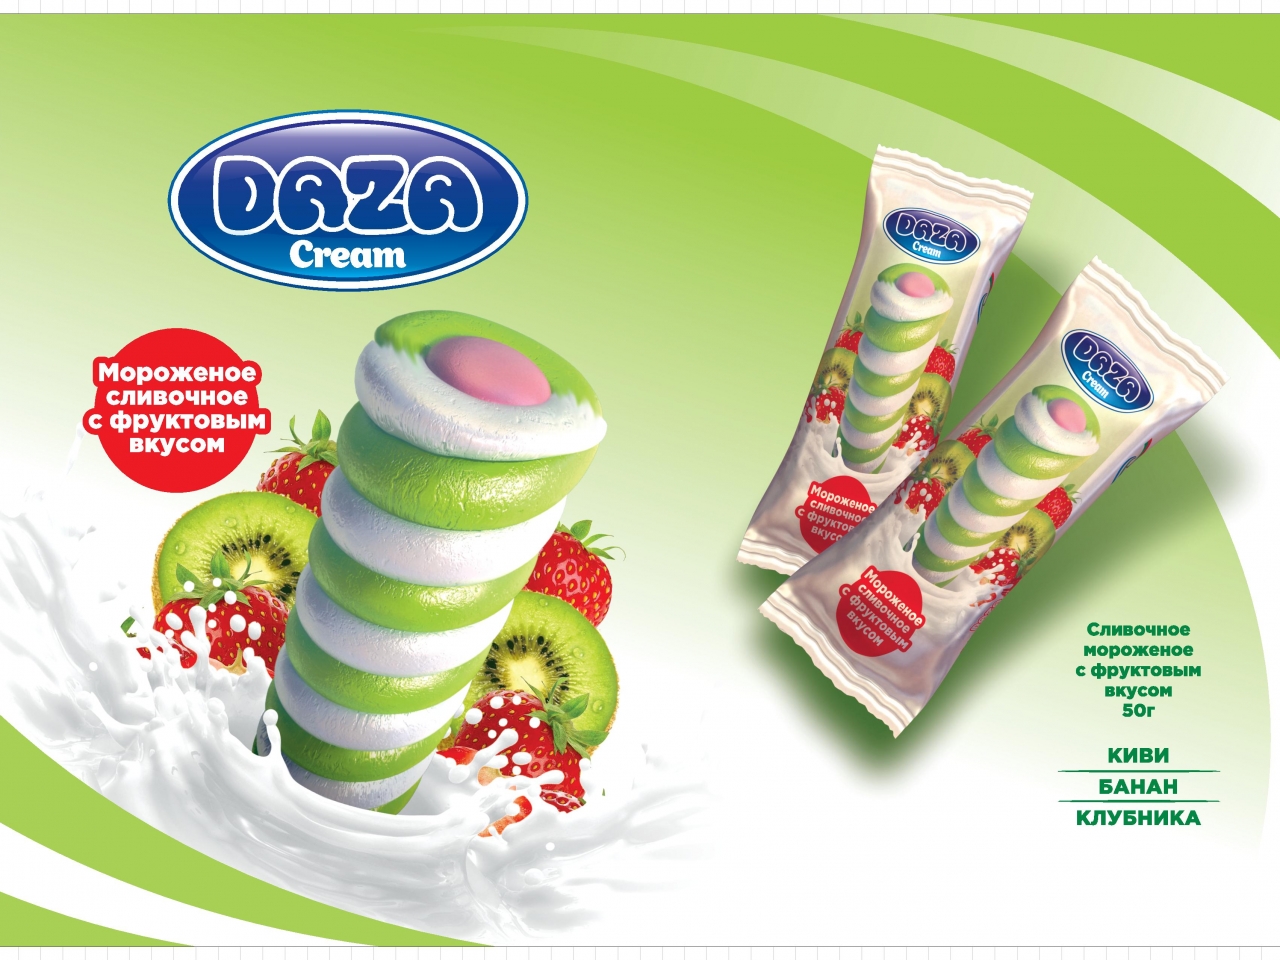 DAZA
Cream
Мороженое
сливочное
с фруктовым
вкусом
DAZA
Cream
Мороженое
сливочное
с фруктовым
вкусом
DAZA
Cream
Мороженое
сливочное
с фруктовым
вкусом
Сливочное
мороженое
с фруктовым
вкусом
50г
КИВИ
БАНАН
КЛУБНИКА